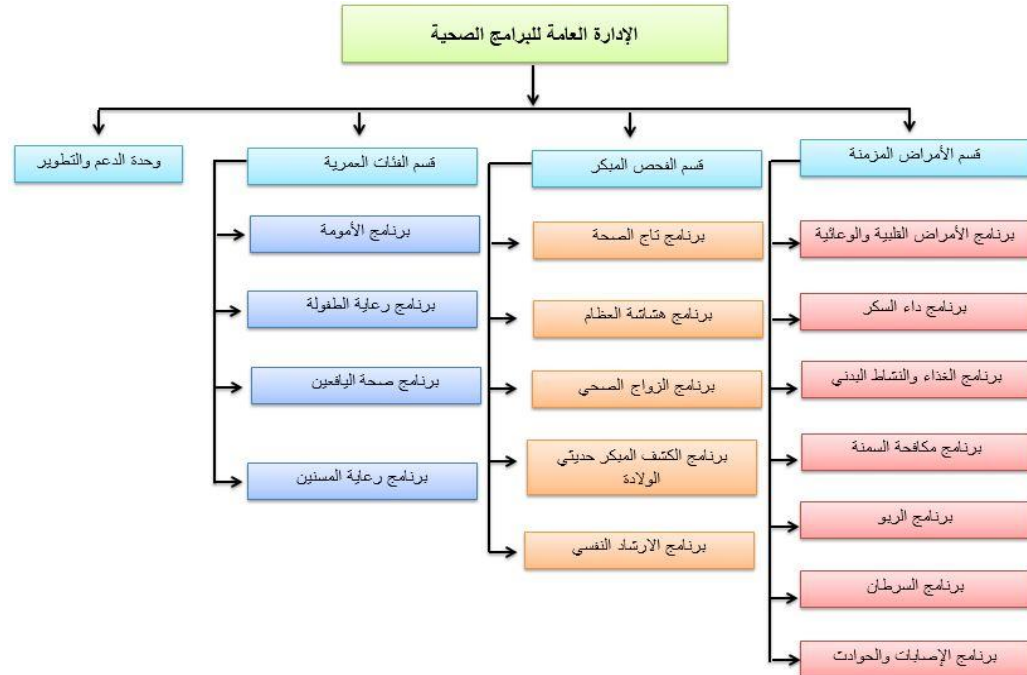 الإدارة العامة للبرامج الصحية
قسم الأمراض المزمنة
برنامج الأمراض القلبية والوعائية
برنامج داء السكر
برنامج الغذاء والنشاط البدني
برنامج مكافحة السمنة
برنامج الربو
برنامج السرطان
برنامج الإصابات والحوادث
قسم الفحص المبكر
برنامج تاج الصحة
برنامج هشاشة العظام
برنامج الزواج الصحي
برنامج الكشف المبكر حديثي
الولادة
برنامج الارشاد النفسي
قسم الفئات العمرية
برنامج الأمومة
برنامج رعاية الطفولة
برنامج صحة اليافعين
برنامج رعاية المسنين
وحدة الدعم والتطوير